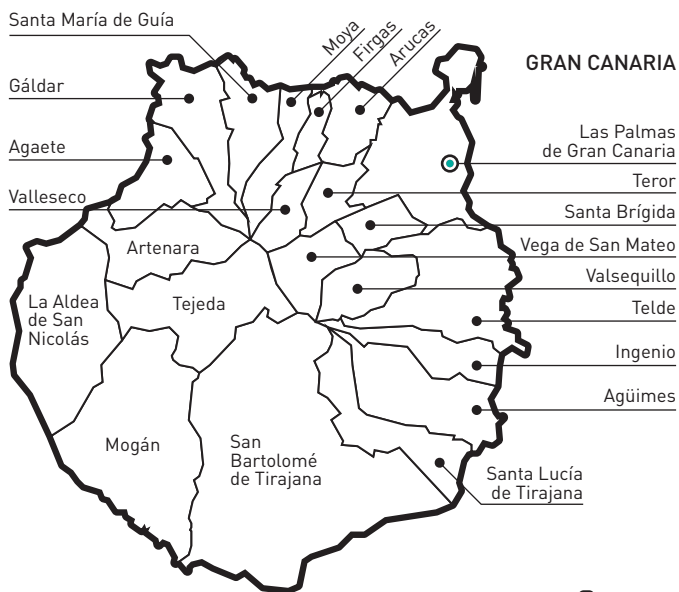 Santa María de Guía
Moya
Firgas
Arucas
GRAN CANARIA
Gáldar
Agaete
Las Palmas
de Gran Canaria
Teror
Valleseco
Santa Brígida
Artenara
Vega de San Mateo
Valsequillo
La Aldea
de San
Nicolás
Tejeda
Telde
Ingenio
Agüimes
Mogán
San
Bartolomé
de Tirajana
Santa Lucía
de Tirajana